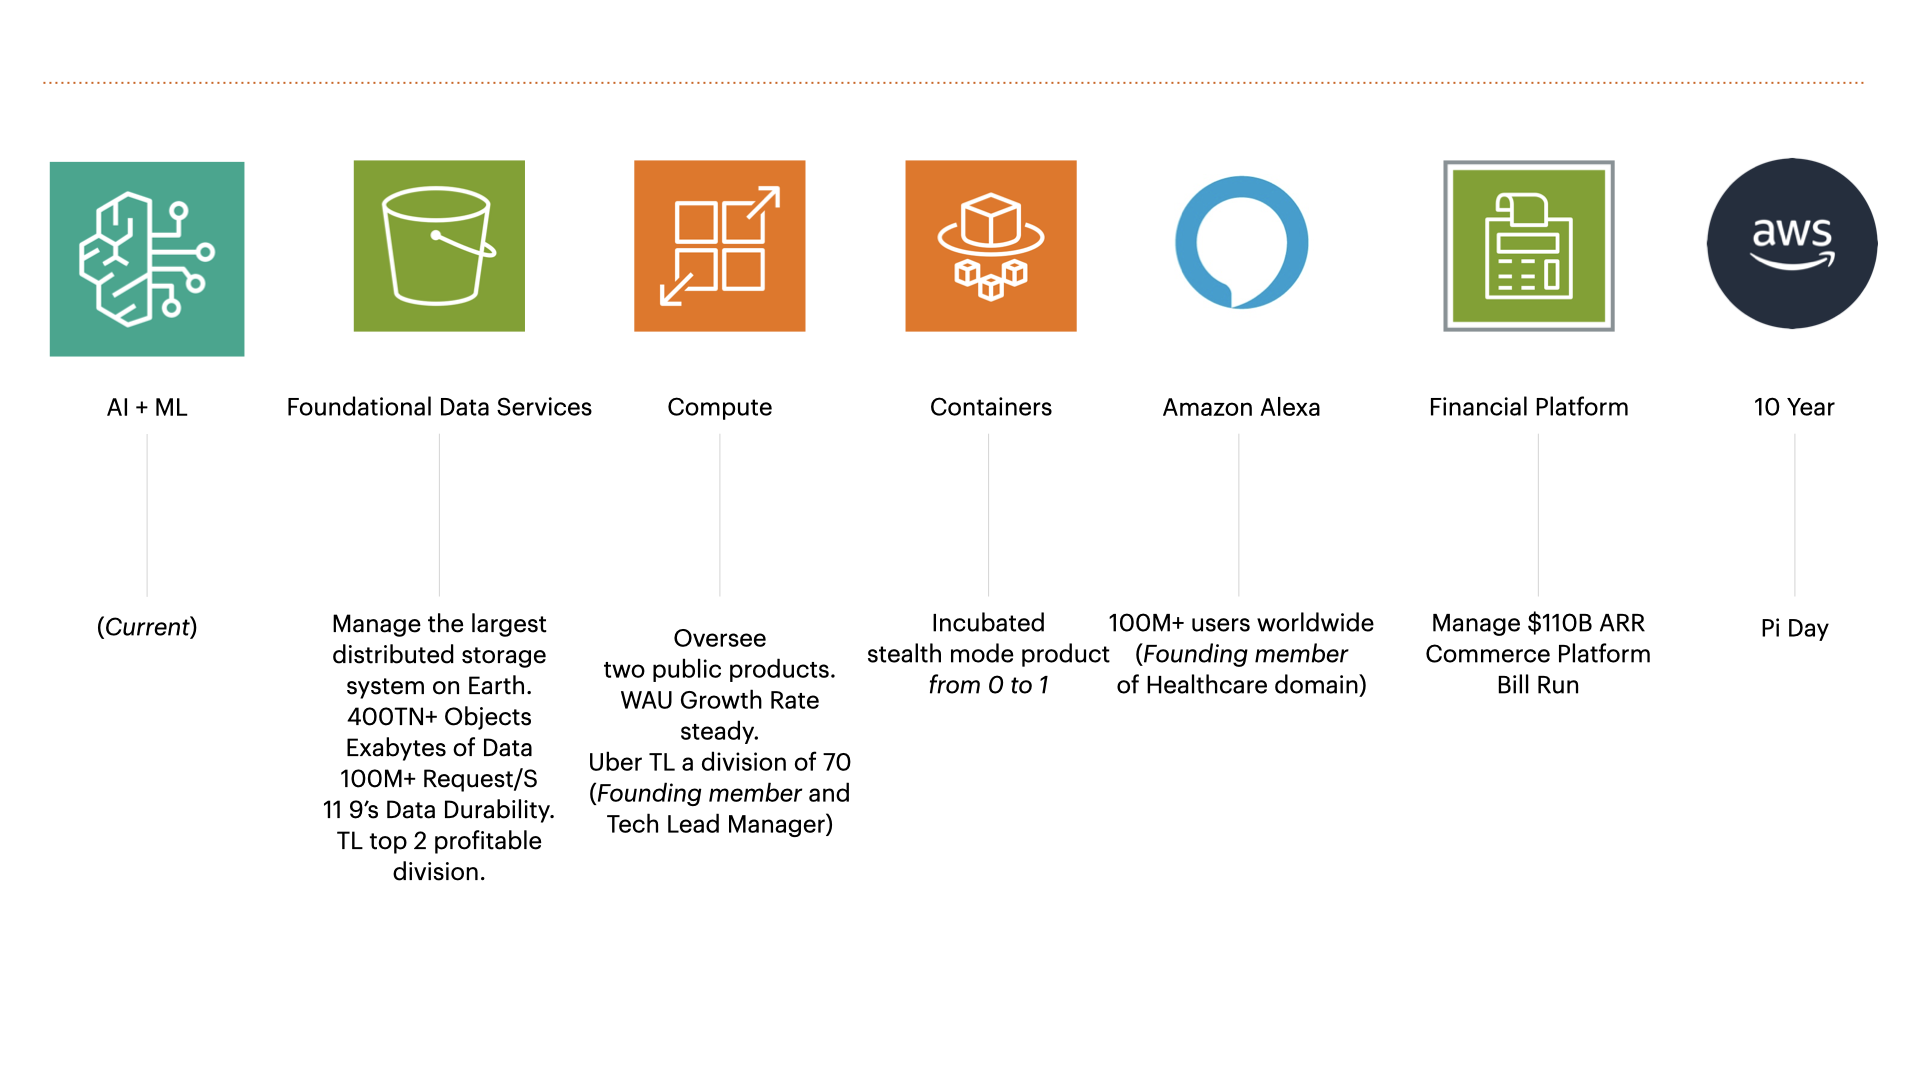 aws
AI + ML
Foundational Data Services
Compute
Containers
Amazon Alexa
Financial Platform
10 Year
(Current)
Manage the largest
distributed storage
system on Earth.
400TN+ Objects
Exabytes of Data
100M+ Request/S
11 9’s Data Durability.
TL top 2 profitable
division.
Oversee
two public products.
WAU Growth Rate
steady.
Uber TL a division of 70
(Founding member and
Tech Lead Manager)
Incubated
stealth mode product
from 0 to 1
100M+ users worldwide
(Founding member
of Healthcare domain)
Manage $110B ARR
Commerce Platform
Bill Run
Pi Day